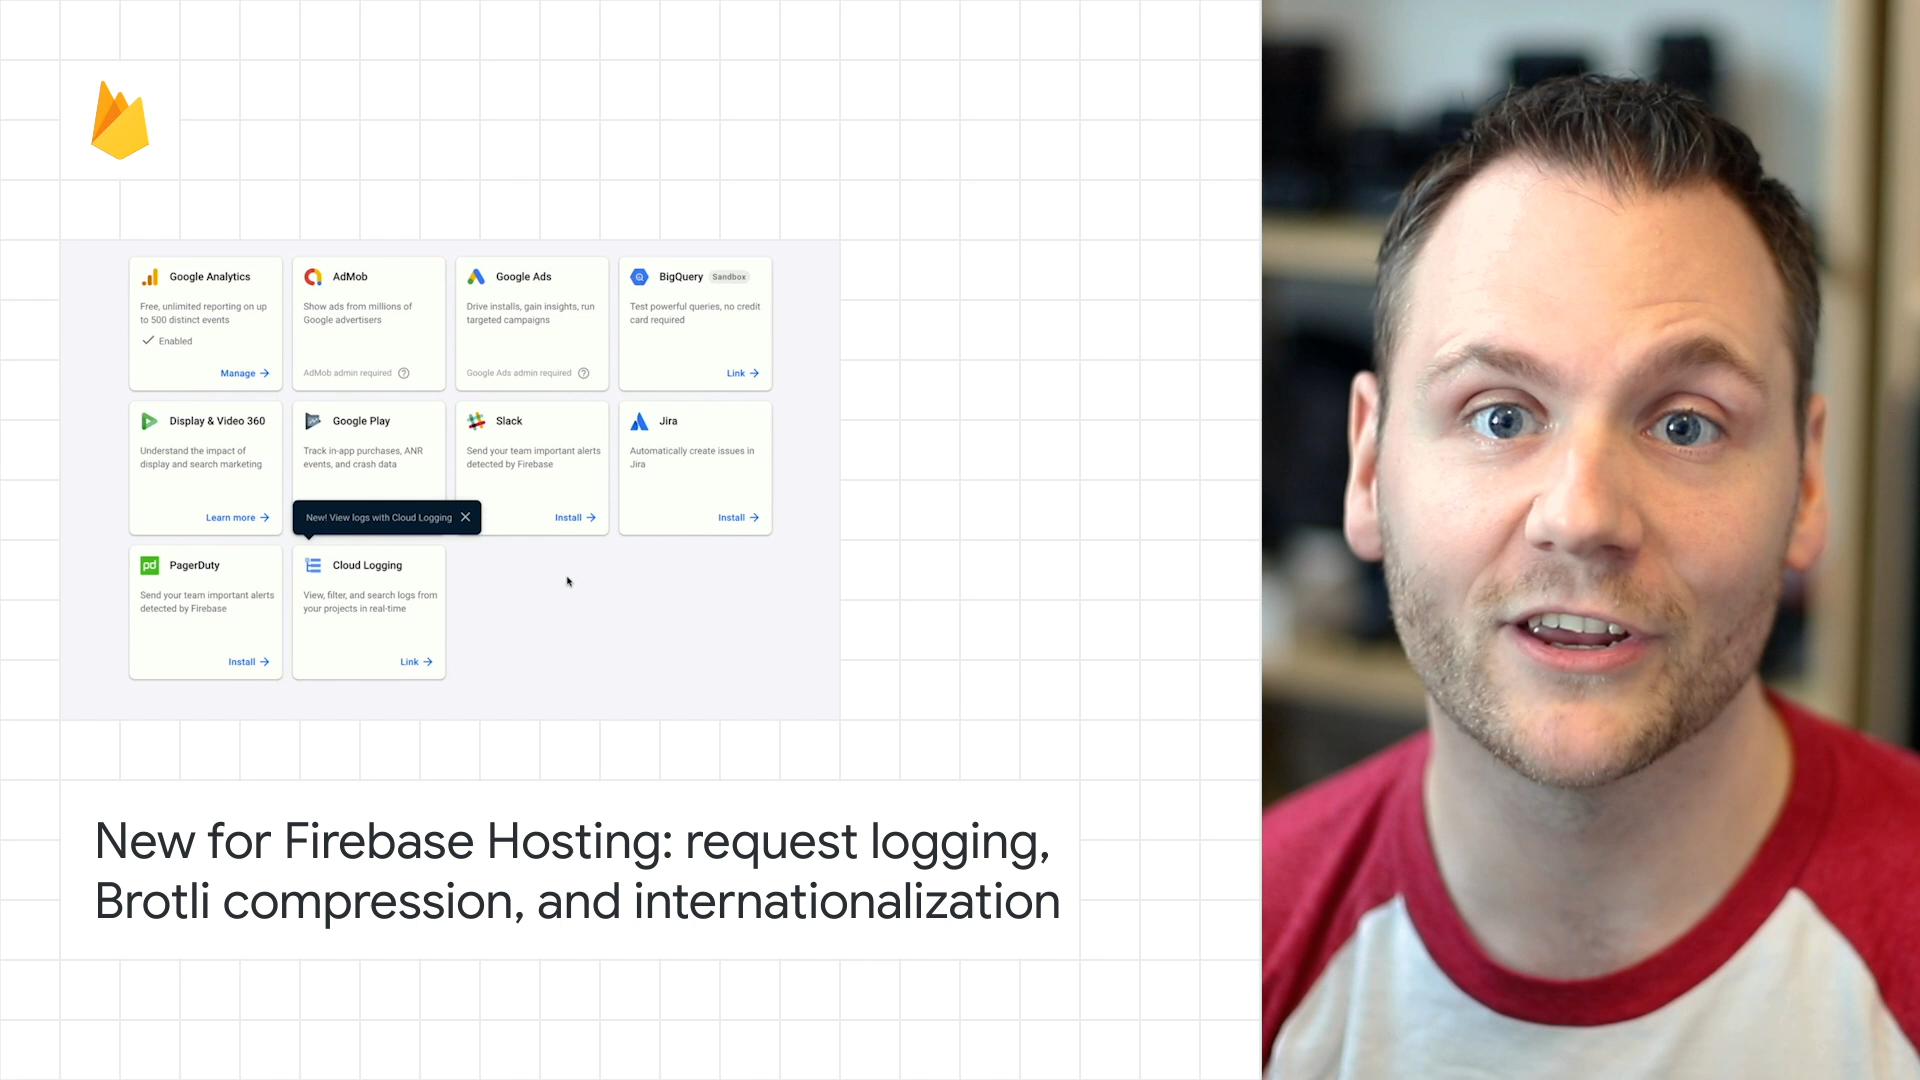 Google Analytics
Free, unlimited reporting on up
to 500 distinct events
Enabled
Manage
AdMob
Show ads from millions of
Google advertisers
AdMob admin required
Google Ads
Drive installs, gain insights, run
targeted campaigns
Google Ads admin required
BigQuery Sandbox
Test powerful queries, no credit
card required
Link
Display & Video 360
Understand the impact of
display and search marketing
Learn more
Google Play
Track in-app purchases, ANR
events, and crash data
Slack
Send your team important alerts
detected by Firebase
Install
Jira
Automatically create issues in
Jira
Install
New! View logs with Cloud Logging
pd PagerDuty
Send your team important alerts
detected by Firebase
Install
Cloud Logging
View, filter, and search logs from
your projects in real-time
Link
New for Firebase Hosting: request logging,
Brotli compression, and internationalization